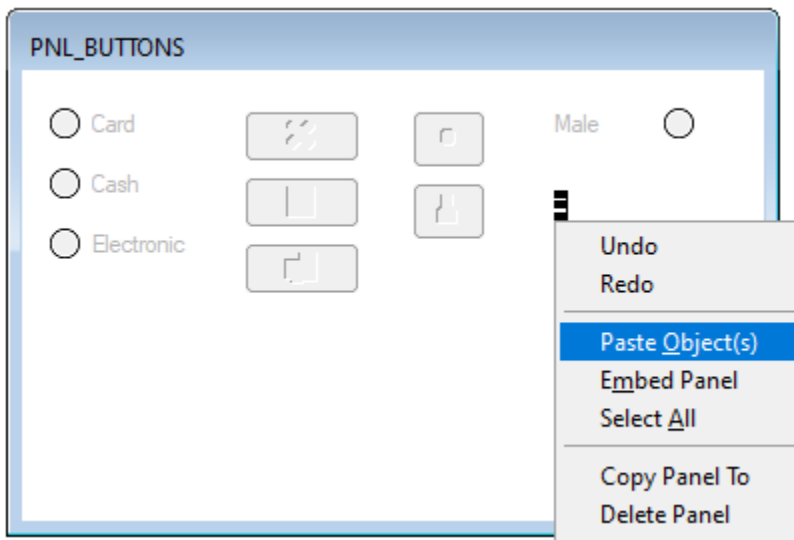 PNL_BUTTONS
Card
Male
Cash
Electronic
Undo
Redo
Paste Object(s)
Embed Panel
Select All
Copy Panel To
Delete Panel